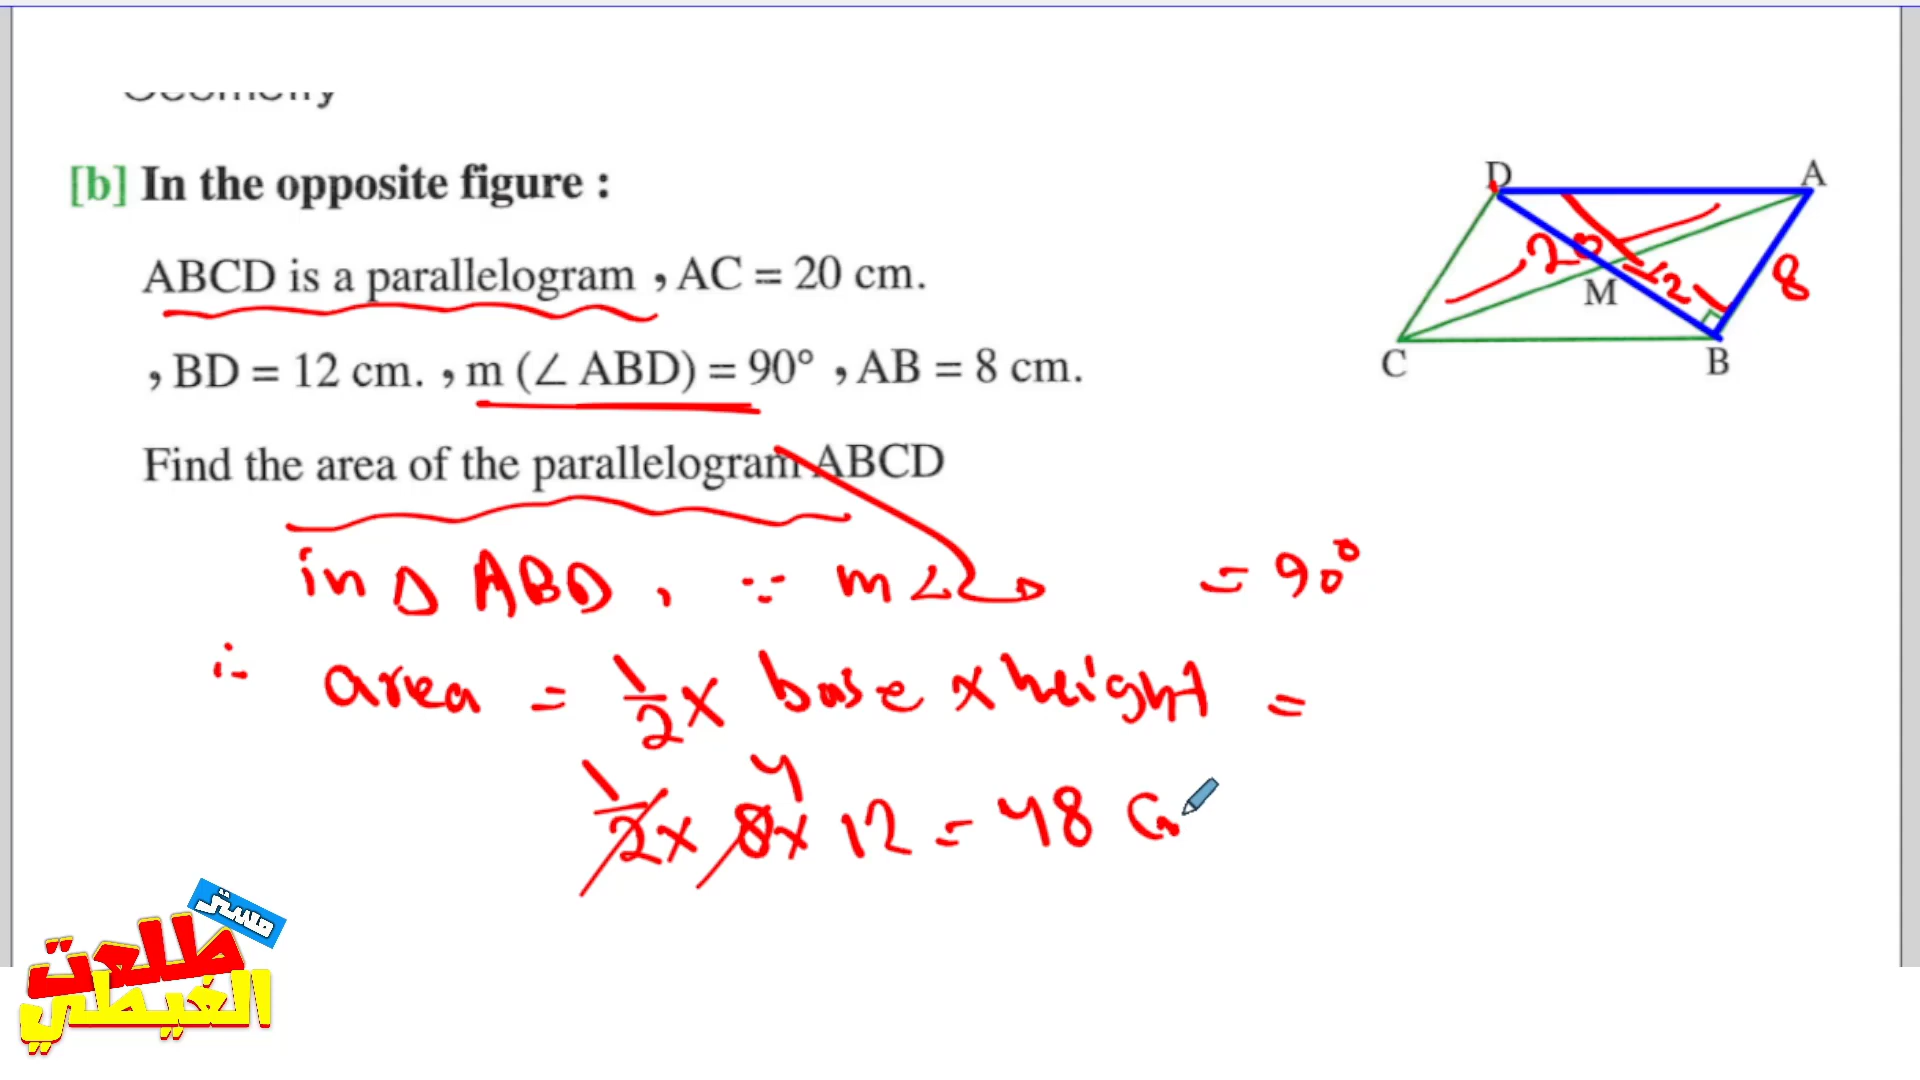 [b] In the opposite figure :
ABCD is a parallelogram , AC = 20 cm.
, BD = 12 cm. , m (∠ ABD) = 90° , AB = 8 cm.
Find the area of the parallelogram ABCD
D A
20 12 8
M
C B
in Δ ABD , ∵ m∠ = 90°
∴ area = 1/2 × base × height =
1/2 × 8 × 12 = 48 c
4
مستر
طلعت
الغيطي